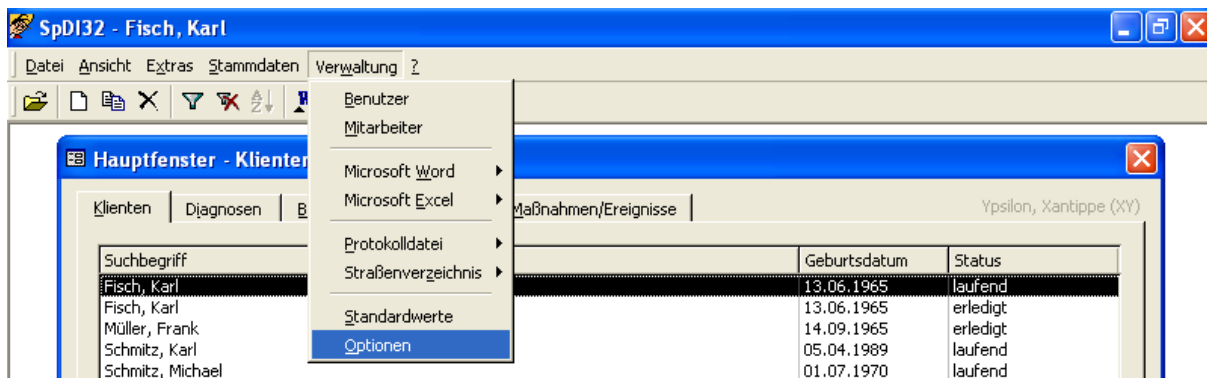 SpDI32 - Fisch, Karl
Datei Ansicht Extras Stammdaten Verwaltung ?
Benutzer
Mitarbeiter
Microsoft Word
Microsoft Excel
Protokolldatei
Straßenverzeichnis
Standardwerte
Optionen
Hauptfenster - Klienten
Klienten Diagnosen B Maßnahmen/Ereignisse Ypsilon, Xantippe (XY)
Suchbegriff Geburtsdatum Status
Fisch, Karl 13.06.1965 laufend
Fisch, Karl 13.06.1965 erledigt
Müller, Frank 14.09.1965 erledigt
Schmitz, Karl 05.04.1989 laufend
Schmitz, Michael 01.07.1970 laufend